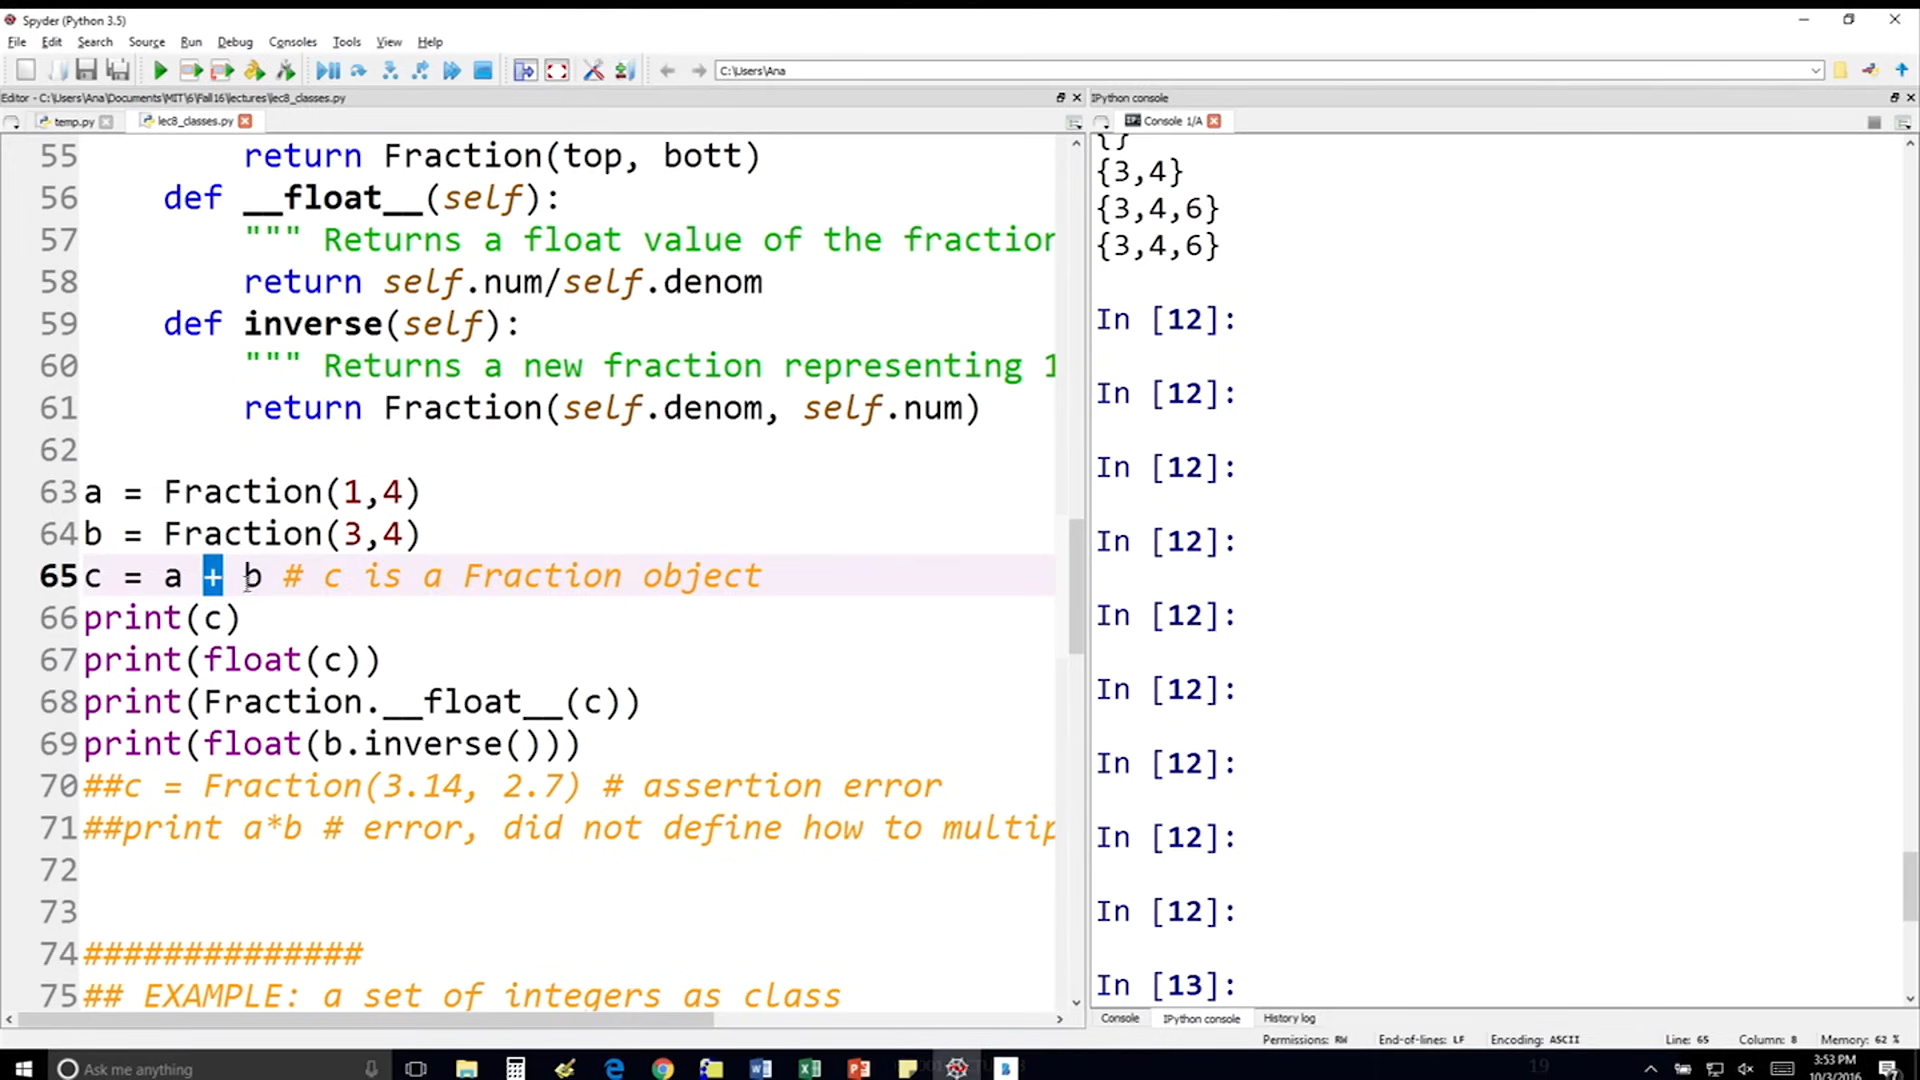 Spyder (Python 3.5)
File Edit Search Source Run Debug Consoles Tools View Help
C:\Users\Ana
Editor - C:\Users\Ana\Documents\MIT\6\Fall16\lectures\lec8_classes.py
IPython console
temp.py lec8_classes.py
Console 1/A
55 return Fraction(top, bott)
56 def __float__(self):
57 """ Returns a float value of the fraction
58 return self.num/self.denom
59 def inverse(self):
60 """ Returns a new fraction representing 1
61 return Fraction(self.denom, self.num)
62
63 a = Fraction(1,4)
64 b = Fraction(3,4)
65 c = a + b # c is a Fraction object
66 print(c)
67 print(float(c))
68 print(Fraction.__float__(c))
69 print(float(b.inverse()))
70 ##c = Fraction(3.14, 2.7) # assertion error
71 ##print a*b # error, did not define how to multip
72
73
74 ##############
75 ## EXAMPLE: a set of integers as class
{}
{3,4}
{3,4,6}
{3,4,6}
In [12]:
In [12]:
In [12]:
In [12]:
In [12]:
In [12]:
In [12]:
In [12]:
In [12]:
In [13]:
Console IPython console History log
Permissions: RW End-of-lines: LF Encoding: ASCII Line: 65 Column: 8 Memory: 62 %
Ask me anything
19
3:53 PM
10/3/2016